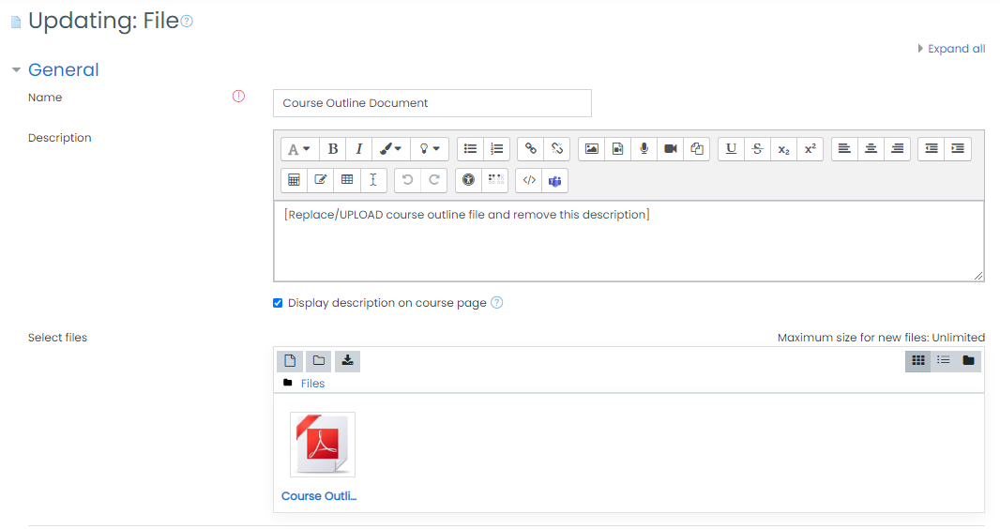 Updating: File
Expand all
General
Name
Course Outline Document
Description
[Replace/UPLOAD course outline file and remove this description]
Display description on course page
Select files
Maximum size for new files: Unlimited
Files
Course Outli...